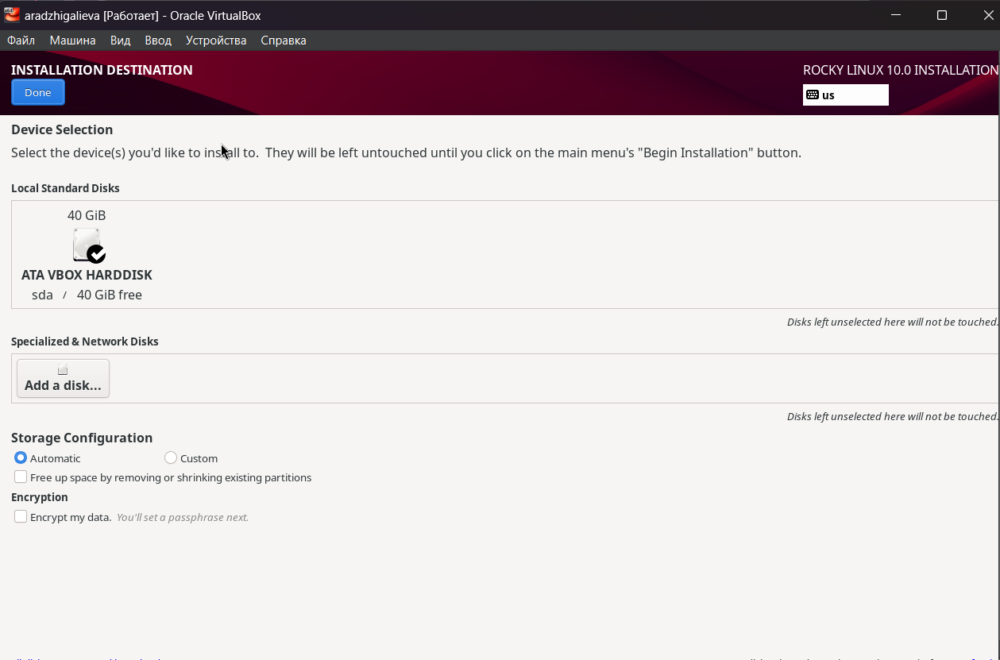 aradzhigalieva [Работает] - Oracle VirtualBox
Файл Машина Вид Ввод Устройства Справка
INSTALLATION DESTINATION
ROCKY LINUX 10.0 INSTALLATION
Done
us
Device Selection
Select the device(s) you'd like to install to. They will be left untouched until you click on the main menu's "Begin Installation" button.
Local Standard Disks
40 GiB
ATA VBOX HARDDISK
sda / 40 GiB free
Disks left unselected here will not be touched.
Specialized & Network Disks
Add a disk...
Disks left unselected here will not be touched.
Storage Configuration
Automatic Custom
Free up space by removing or shrinking existing partitions
Encryption
Encrypt my data. You'll set a passphrase next.